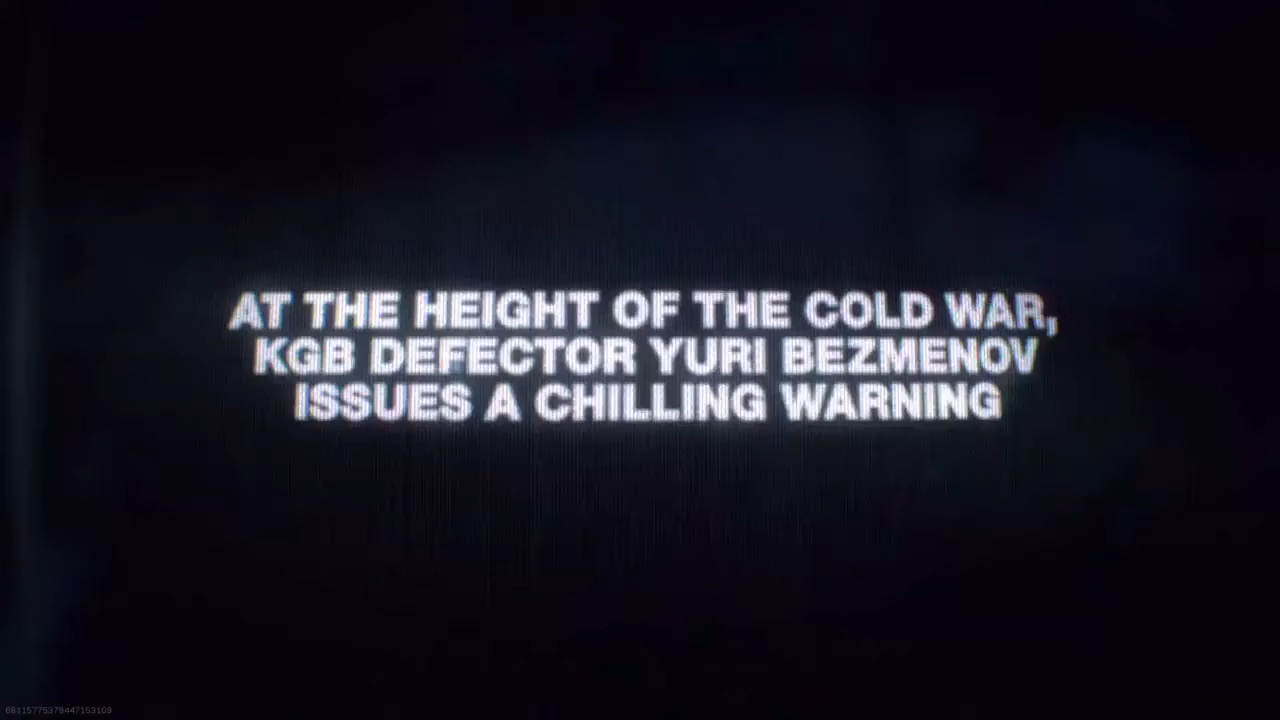 AT THE HEIGHT OF THE COLD WAR,
KGB DEFECTOR YURI BEZMENOV
ISSUES A CHILLING WARNING